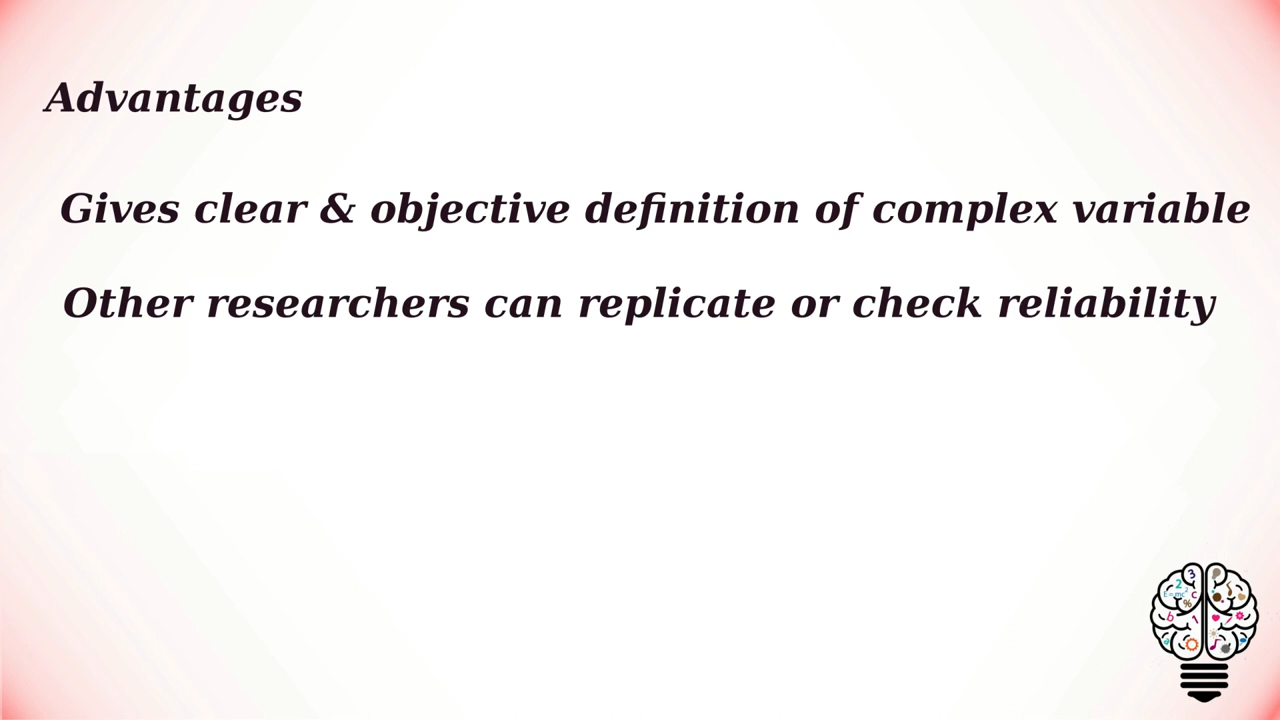 Advantages
Gives clear & objective definition of complex variable
Other researchers can replicate or check reliability